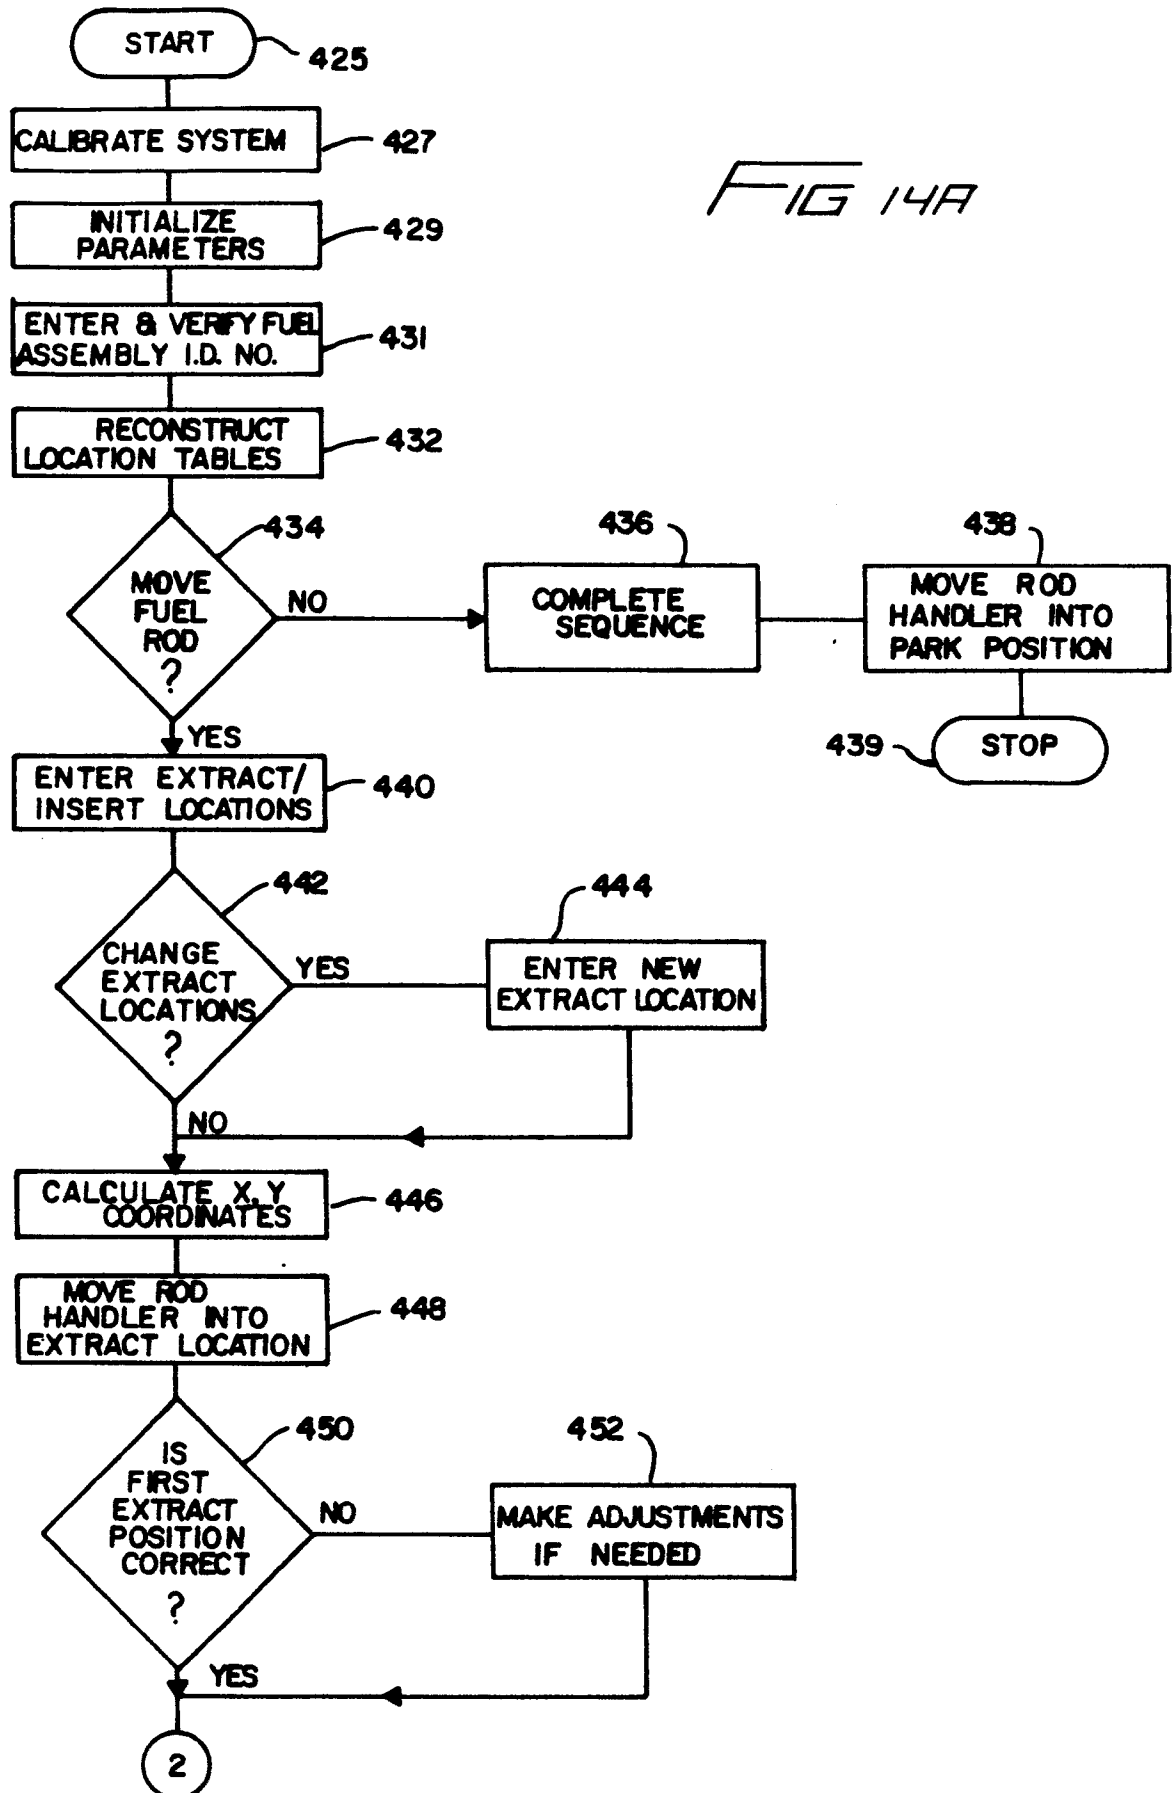 START
425
CALIBRATE SYSTEM
427
FIG 14A
INITIALIZE
PARAMETERS
429
ENTER & VERIFY FUEL
ASSEMBLY I.D. NO.
431
RECONSTRUCT
LOCATION TABLES
432
434
MOVE
FUEL
ROD
?
NO
436
COMPLETE
SEQUENCE
438
MOVE ROD
HANDLER INTO
PARK POSITION
439
STOP
YES
ENTER EXTRACT/
INSERT LOCATIONS
440
442
CHANGE
EXTRACT
LOCATIONS
?
YES
444
ENTER NEW
EXTRACT LOCATION
NO
CALCULATE X, Y
COORDINATES
446
MOVE ROD
HANDLER INTO
EXTRACT LOCATION
448
450
IS
FIRST
EXTRACT
POSITION
CORRECT
?
NO
452
MAKE ADJUSTMENTS
IF NEEDED
YES
2